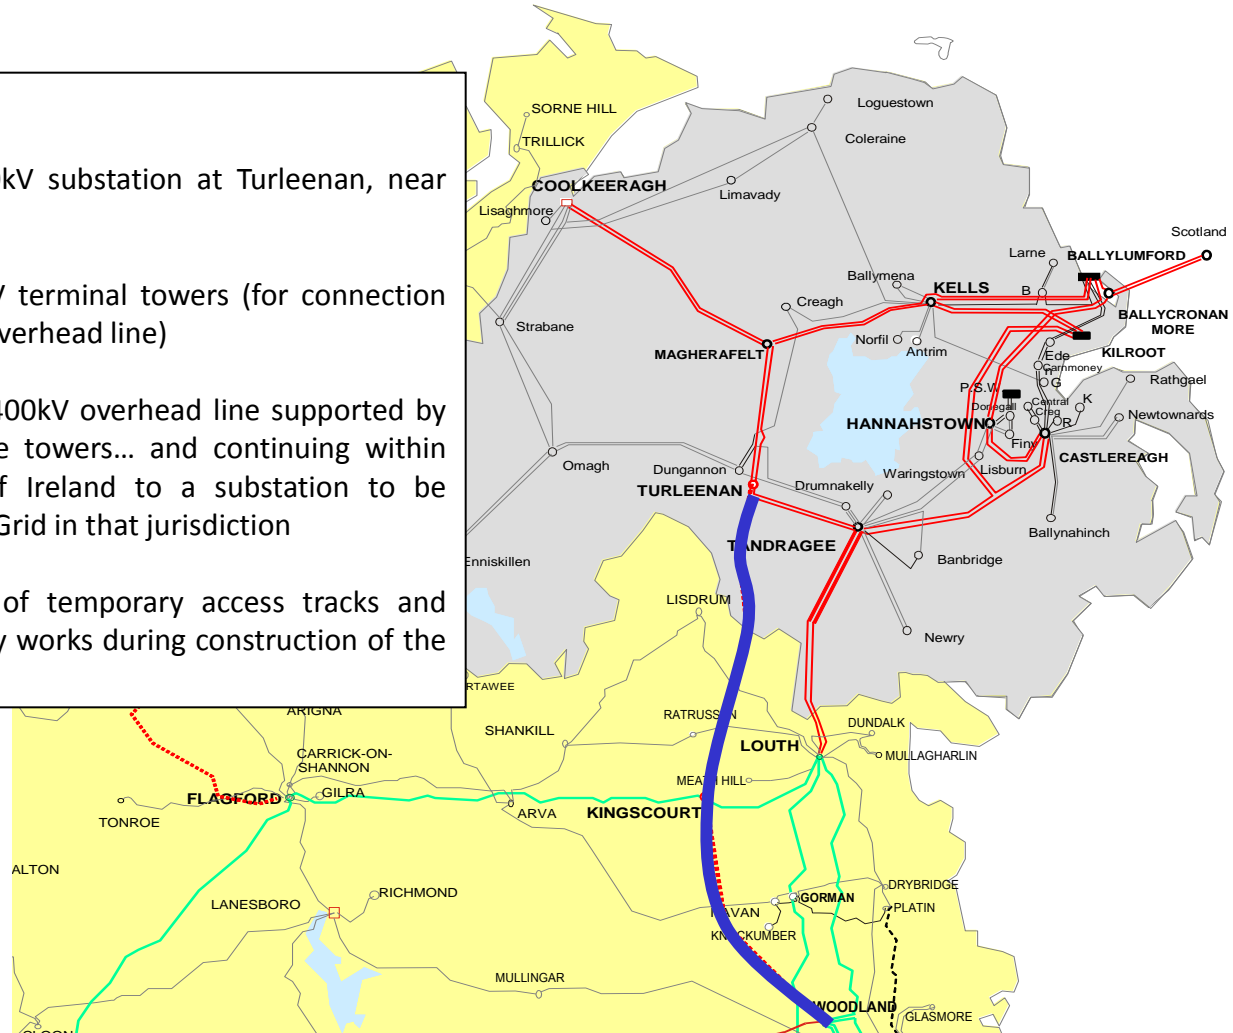 0kV substation at Turleenan, near
V terminal towers (for connection
overhead line)
400kV overhead line supported by
e towers… and continuing within
f Ireland to a substation to be
Grid in that jurisdiction
of temporary access tracks and
y works during construction of the
SORNE HILL
TRILLICK
COOLKEERAGH
Lisaghmore
Loguestown
Coleraine
Limavady
Strabane
Omagh
Enniskillen
Scotland
Larne
BALLYLUMFORD
B
Ballymena
KELLS
Creagh
BALLYCRONAN
MORE
Norfil
Antrim
MAGHERAFELT
Ede
n
Carnmoney
KILROOT
G
Rathgael
P.S.W
Donegall
Central
Creg
K
R
Newtownards
HANNAHSTOWN
Finy
CASTLEREAGH
Lisburn
Dungannon
Waringstown
TURLEENAN
Drumnakelly
Ballynahinch
TANDRAGEE
Banbridge
LISDRUM
Newry
RTAWEE
ARIGNA
SHANKILL
RATRUSSAN
DUNDALK
LOUTH
MULLAGHARLIN
CARRICK-ON-
SHANNON
MEATH HILL
FLAGFORD
GILRA
TONROE
ARVA
KINGSCOURT
ALTON
RICHMOND
LANESBORO
DRYBRIDGE
GORMAN
PLATIN
NAVAN
KNOCKUMBER
MULLINGAR
WOODLAND
GLASMORE